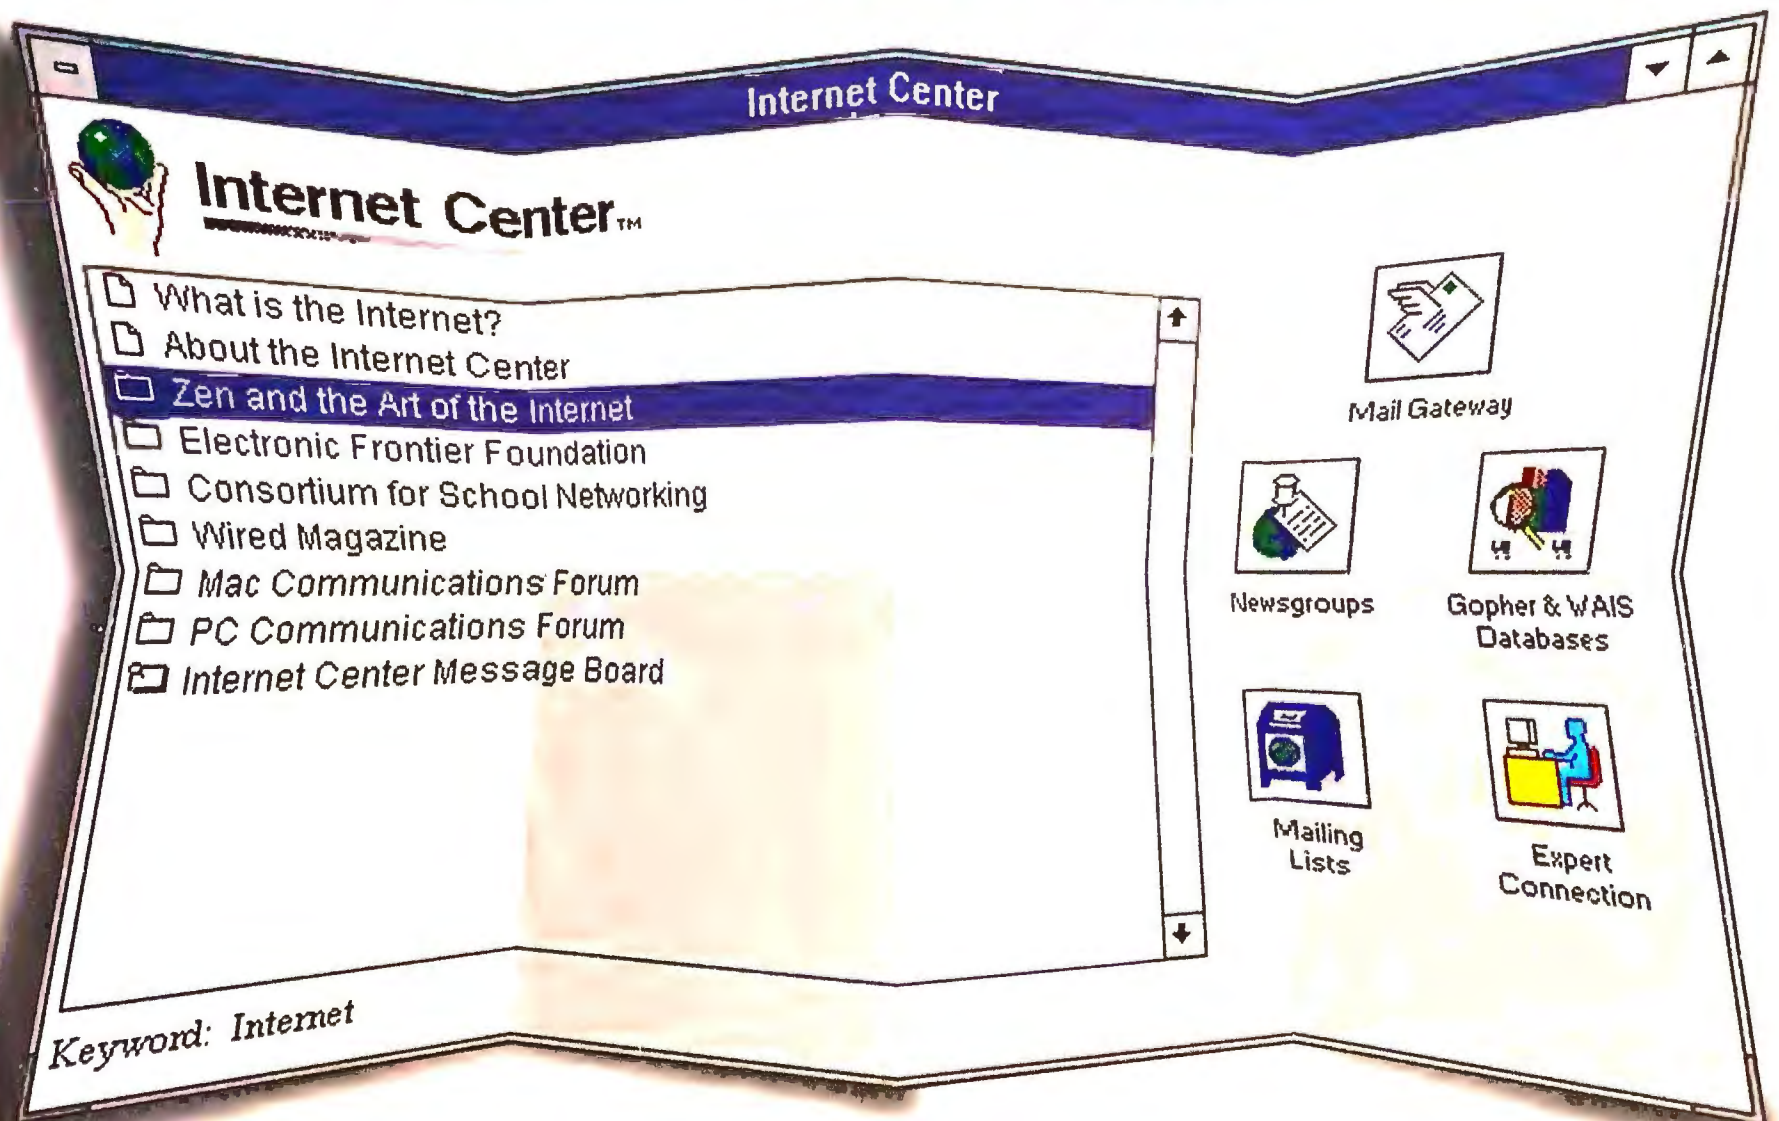 Internet Center
Internet Center™
What is the Internet?
About the Internet Center
Zen and the Art of the Internet
Electronic Frontier Foundation
Consortium for School Networking
Wired Magazine
Mac Communications Forum
PC Communications Forum
Internet Center Message Board
Mail Gateway
Newsgroups
Gopher & WAIS
Databases
Mailing
Lists
Expert
Connection
Keyword: Internet